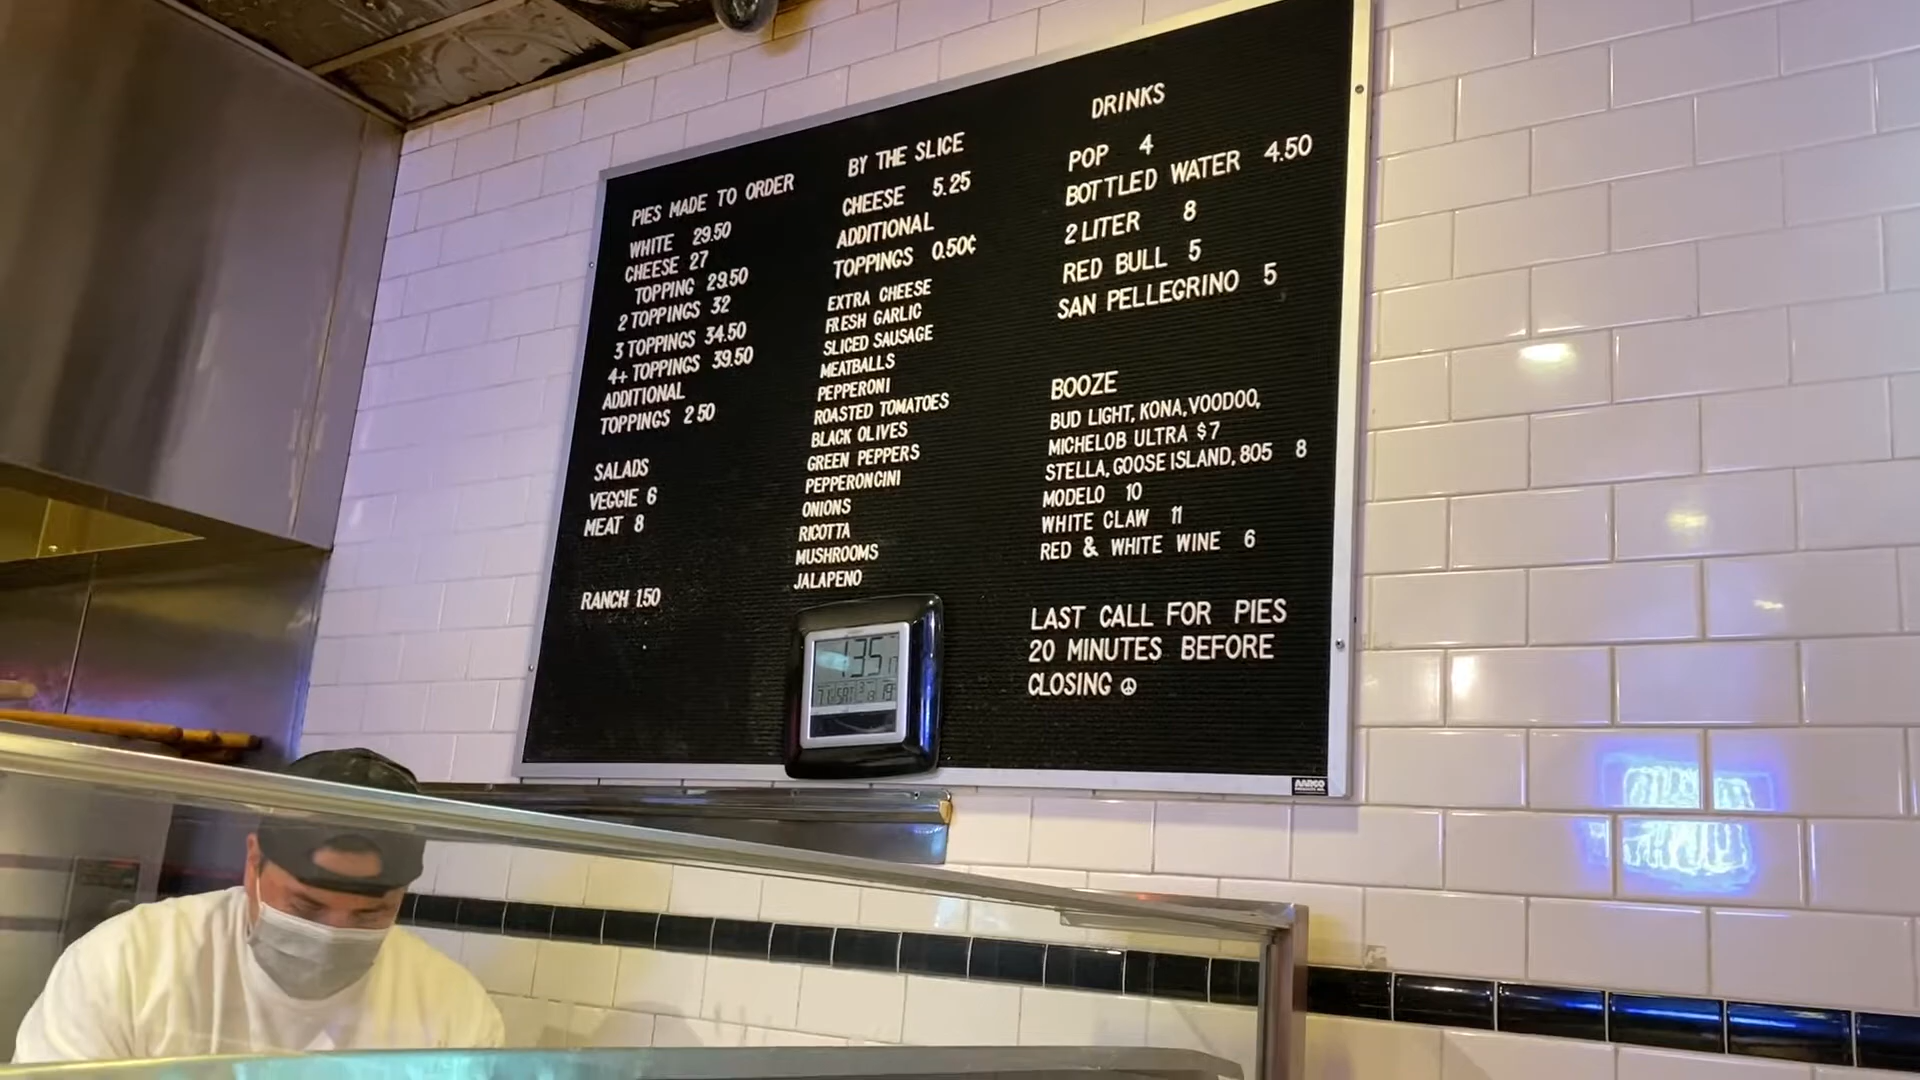 PIES MADE TO ORDER
WHITE 29.50
CHEESE 27
TOPPING 29.50
2 TOPPINGS 32
3 TOPPINGS 34.50
4+ TOPPINGS 39.50
ADDITIONAL
TOPPINGS 2 50
SALADS
VEGGIE 6
MEAT 8
RANCH 1.50
BY THE SLICE
CHEESE 5.25
ADDITIONAL
TOPPINGS 0.50¢
EXTRA CHEESE
FRESH GARLIC
SLICED SAUSAGE
MEATBALLS
PEPPERONI
ROASTED TOMATOES
BLACK OLIVES
GREEN PEPPERS
PEPPERONCINI
ONIONS
RICOTTA
MUSHROOMS
JALAPENO
1:35
DRINKS
POP 4
BOTTLED WATER 4.50
2 LITER 8
RED BULL 5
SAN PELLEGRINO 5
BOOZE
BUD LIGHT, KONA, VOODOO,
MICHELOB ULTRA $7
STELLA, GOOSE ISLAND, 805 8
MODELO 10
WHITE CLAW 11
RED & WHITE WINE 6
LAST CALL FOR PIES
20 MINUTES BEFORE
CLOSING ☮
AARCO